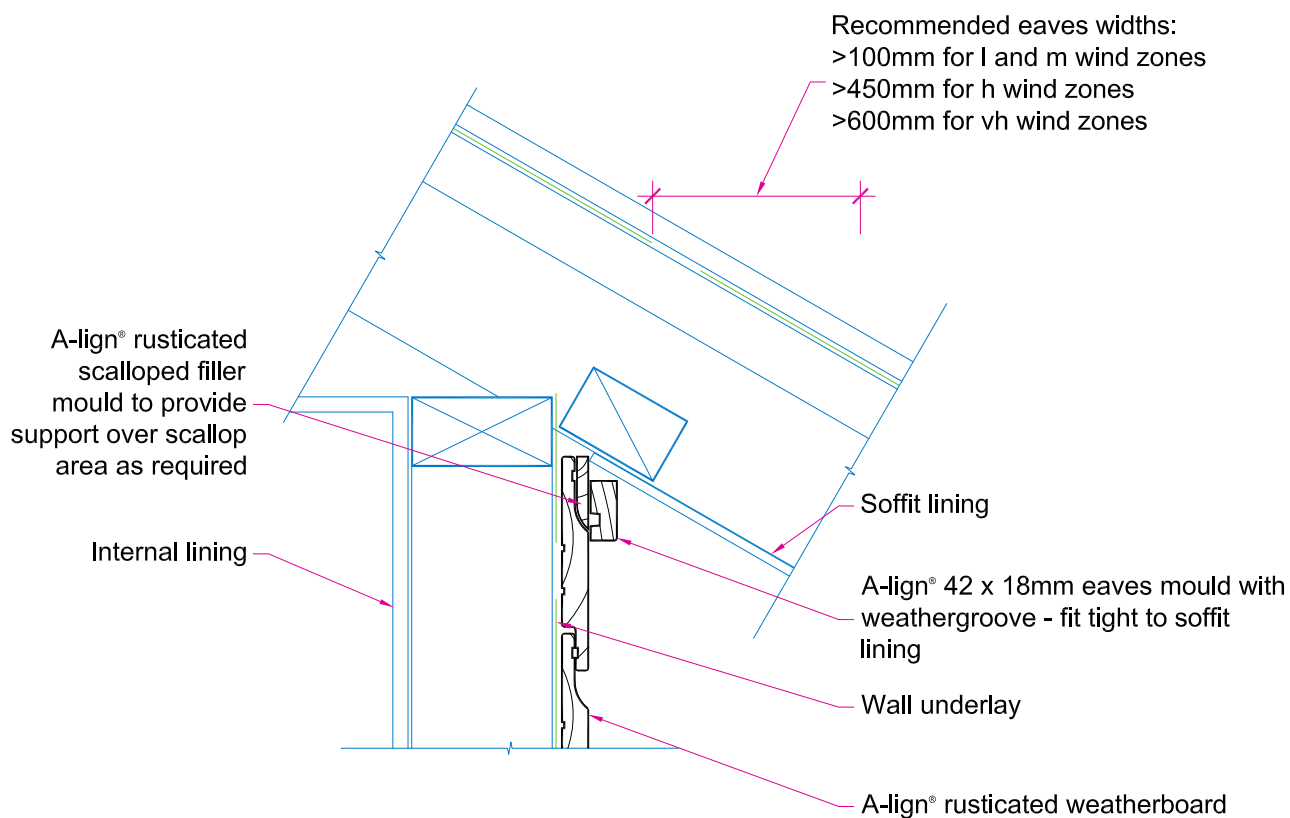 Recommended eaves widths:
>100mm for l and m wind zones
>450mm for h wind zones
>600mm for vh wind zones
A-lign® rusticated
scalloped filler
mould to provide
support over scallop
area as required
Internal lining
Soffit lining
A-lign® 42 x 18mm eaves mould with
weathergroove - fit tight to soffit
lining
Wall underlay
A-lign® rusticated weatherboard